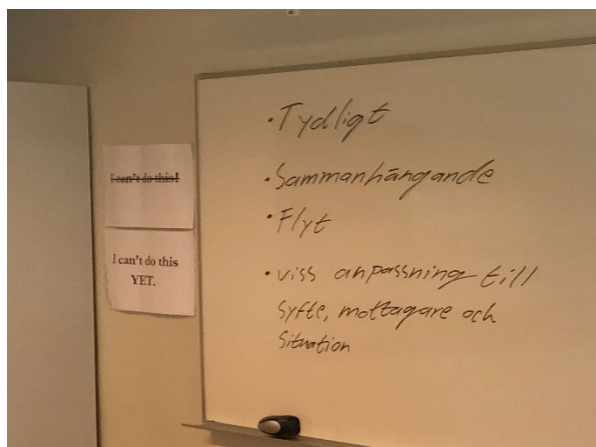 I can't do this!
I can't do this
YET.
• Tydligt
• Sammanhängande
• Flyt
• viss anpassning till
syfte, mottagare och
situation